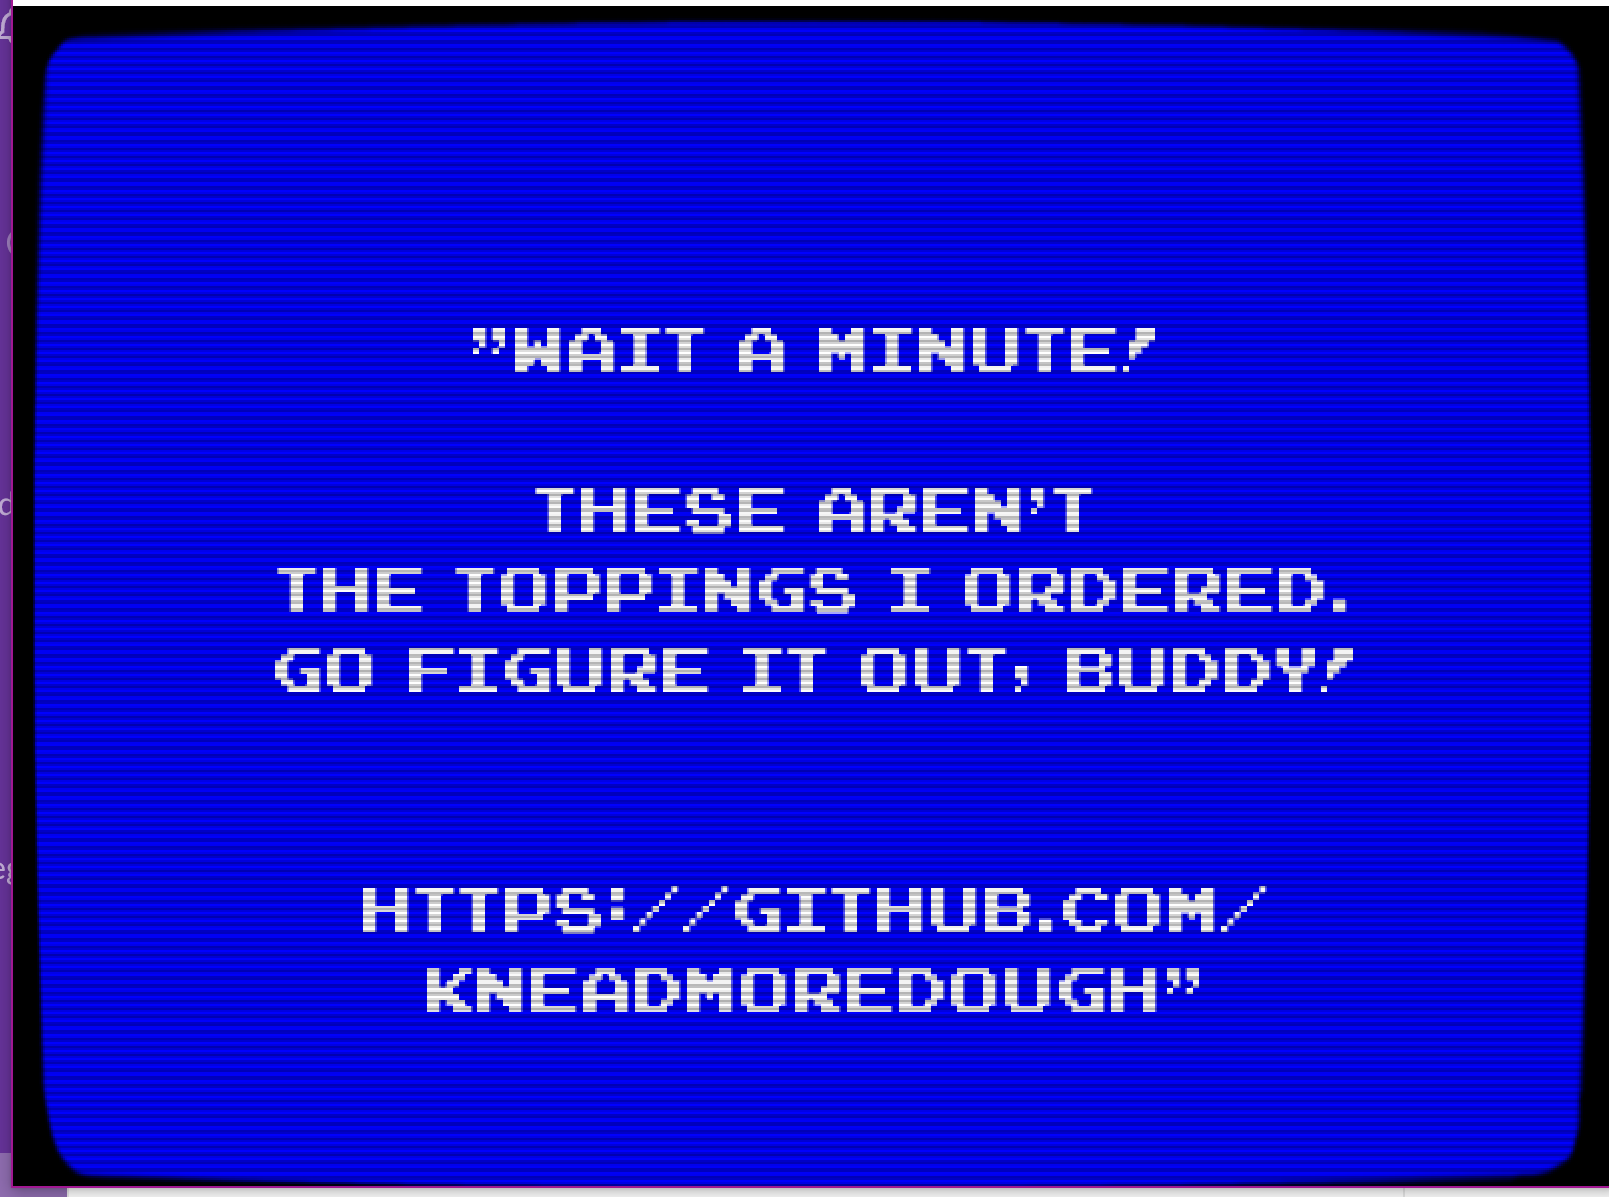 "WAIT A MINUTE!
THESE AREN'T
THE TOPPINGS I ORDERED.
GO FIGURE IT OUT, BUDDY!
HTTPS://GITHUB.COM/
KNEADMOREDOUGH"